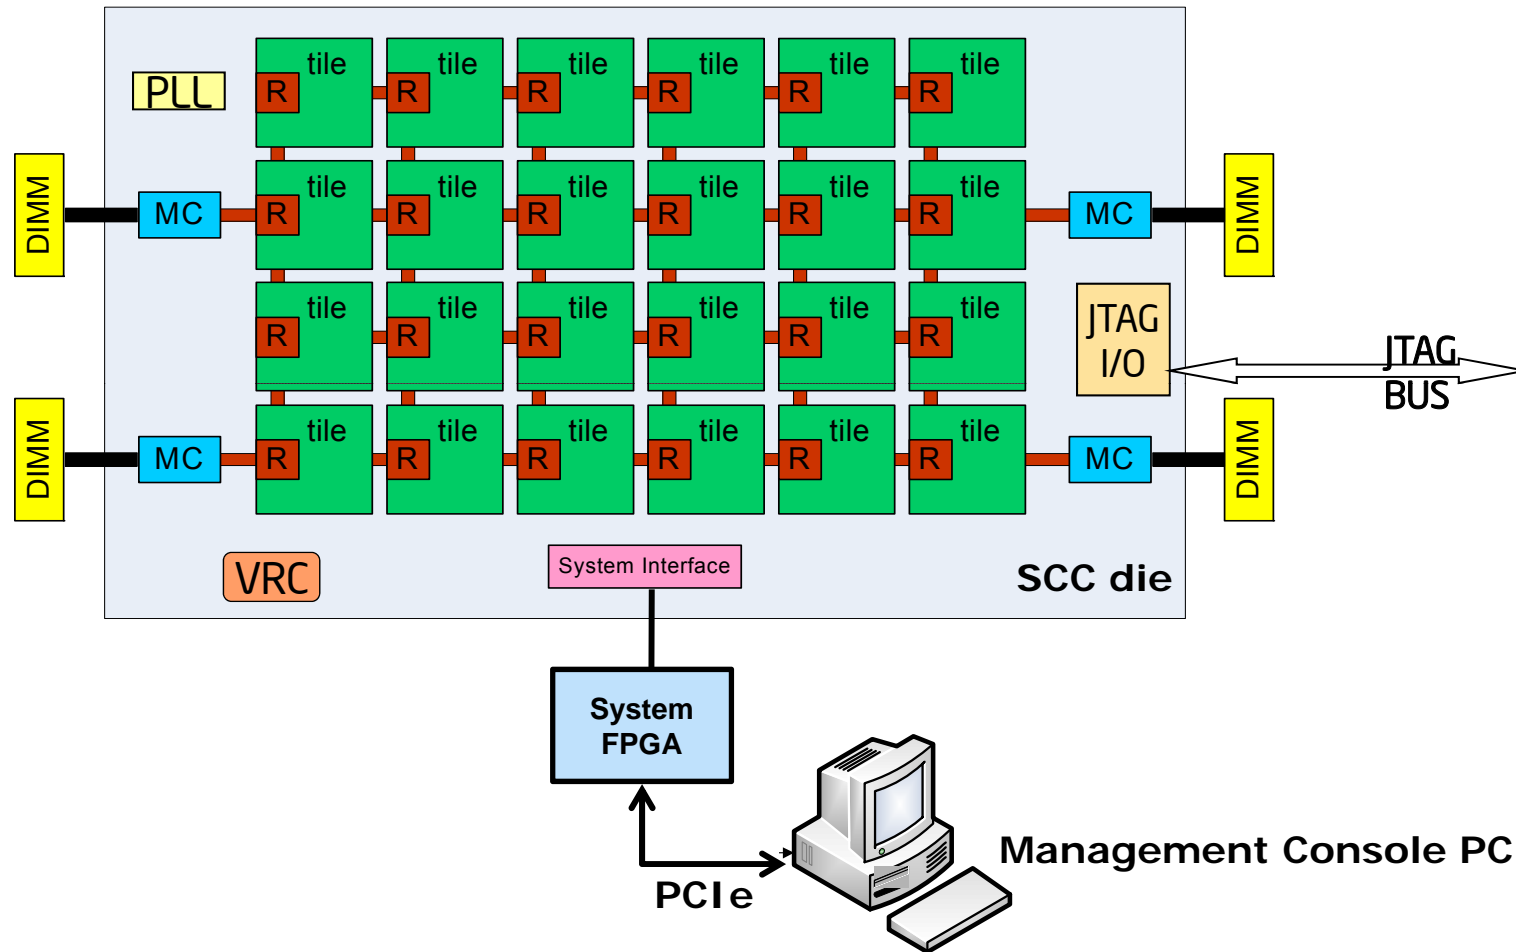 tile tile tile tile tile tile
PLL
R R R R R R
tile tile tile tile tile tile
DIMM MC R R R R R R MC DIMM
tile tile tile tile tile tile
R R R R R R
JTAG
I/O
JTAG
BUS
tile tile tile tile tile tile
DIMM MC R R R R R R MC DIMM
VRC
System Interface
SCC die
System
FPGA
PCIe
Management Console PC